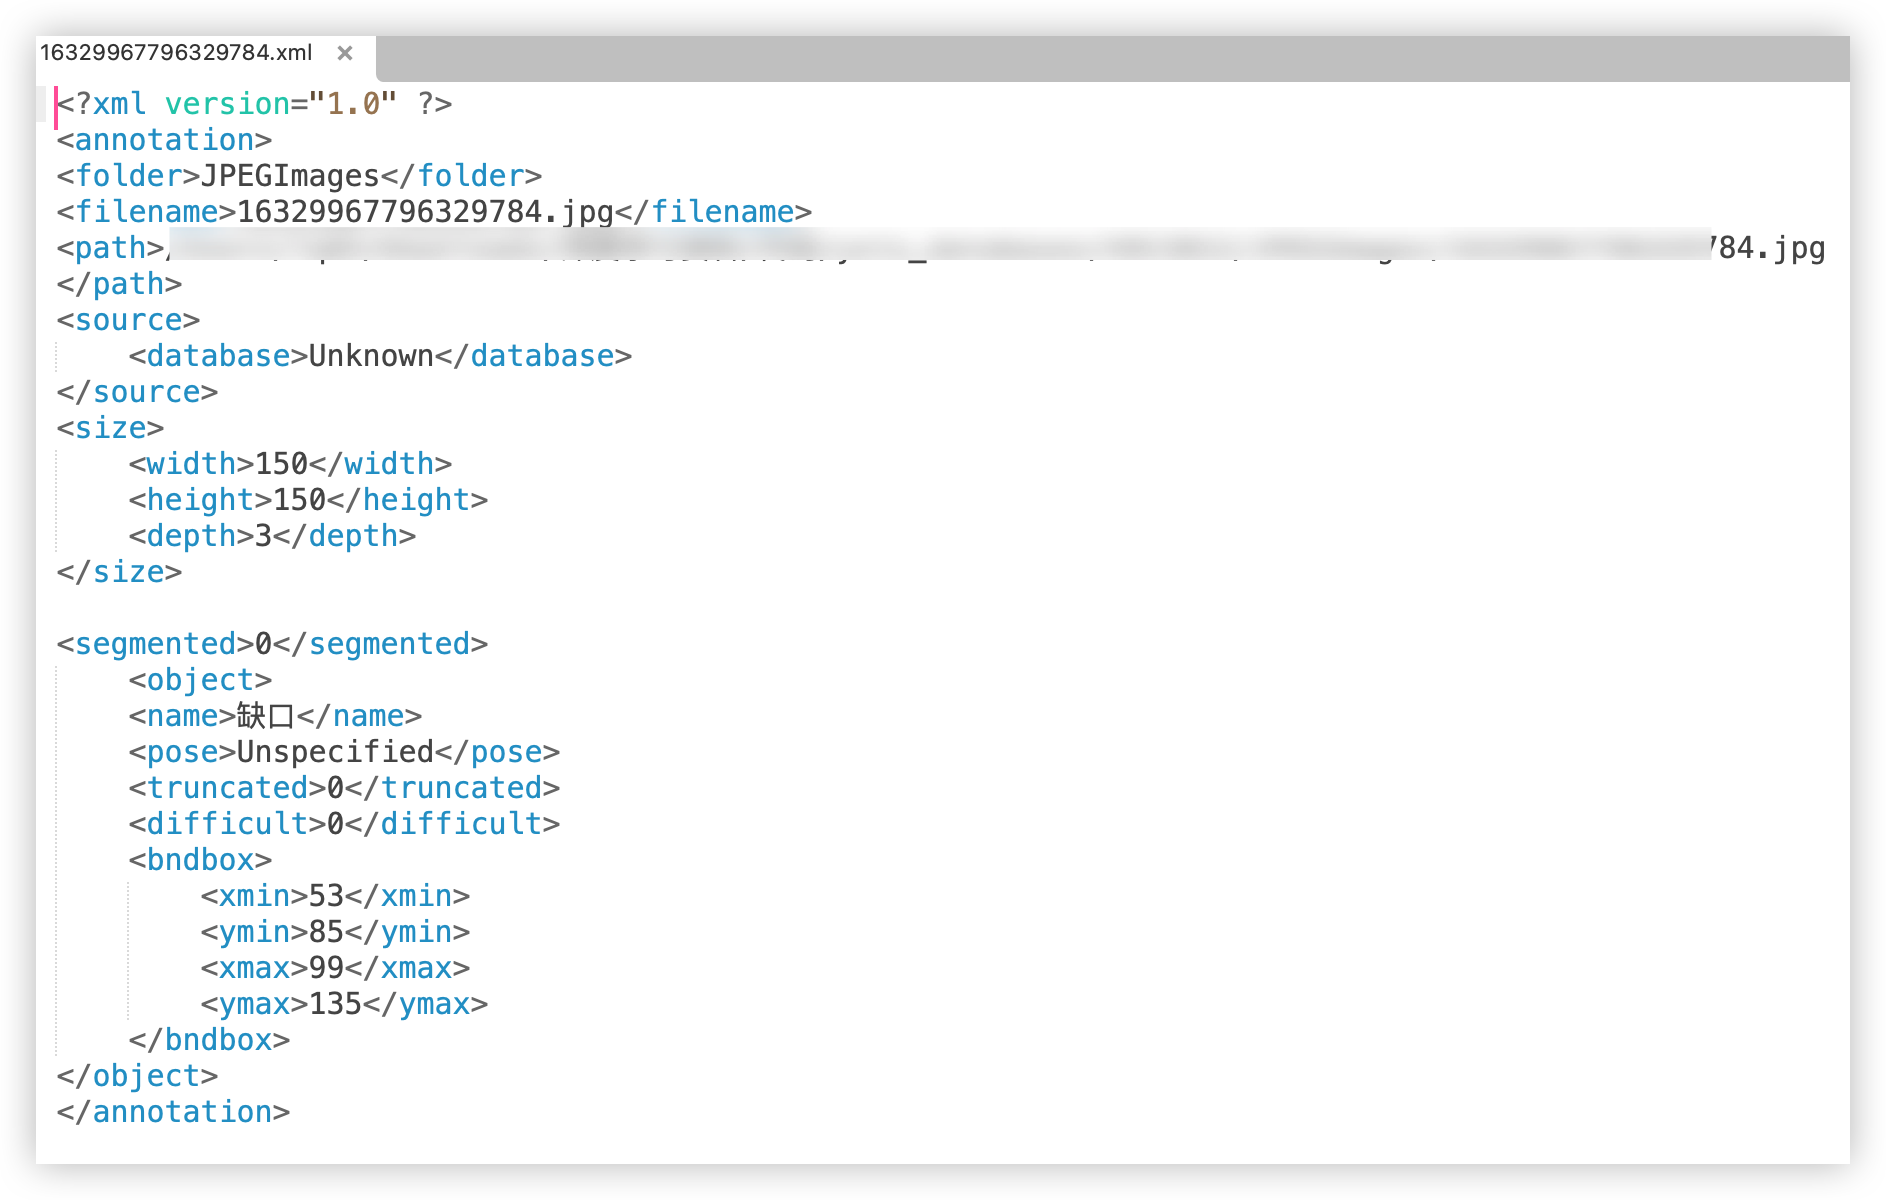 16329967796329784.xml
<?xml version="1.0" ?>
<annotation>
<folder>JPEGImages</folder>
<filename>16329967796329784.jpg</filename>
<path>/784.jpg
</path>
<source>
<database>Unknown</database>
</source>
<size>
<width>150</width>
<height>150</height>
<depth>3</depth>
</size>
<segmented>0</segmented>
<object>
<name>缺口</name>
<pose>Unspecified</pose>
<truncated>0</truncated>
<difficult>0</difficult>
<bndbox>
<xmin>53</xmin>
<ymin>85</ymin>
<xmax>99</xmax>
<ymax>135</ymax>
</bndbox>
</object>
</annotation>